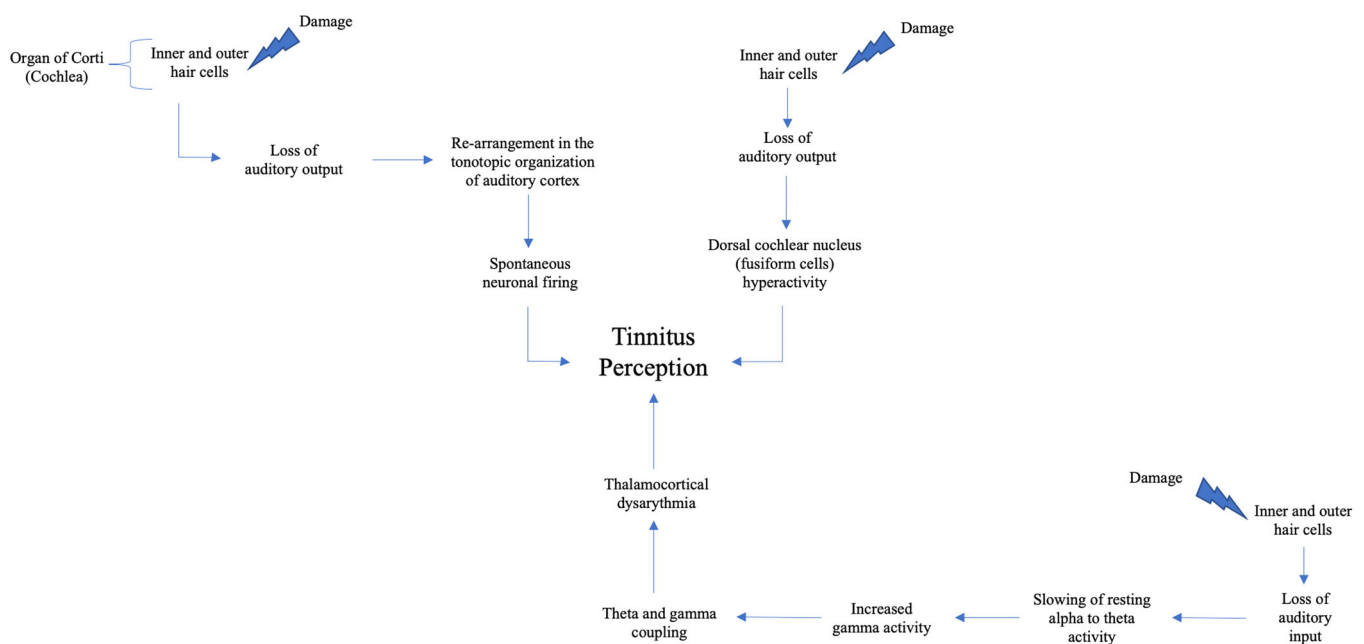 Damage
Organ of Corti
(Cochlea)
Inner and outer
hair cells
Loss of
auditory output
Re-arrangement in the
tonotopic organization
of auditory cortex
Spontaneous
neuronal firing
Damage
Inner and outer
hair cells
Loss of
auditory output
Dorsal cochlear nucleus
(fusiform cells)
hyperactivity
Tinnitus
Perception
Thalamocortical
dysarythmia
Damage
Inner and outer
hair cells
Theta and gamma
coupling
Increased
gamma activity
Slowing of resting
alpha to theta
activity
Loss of
auditory
input